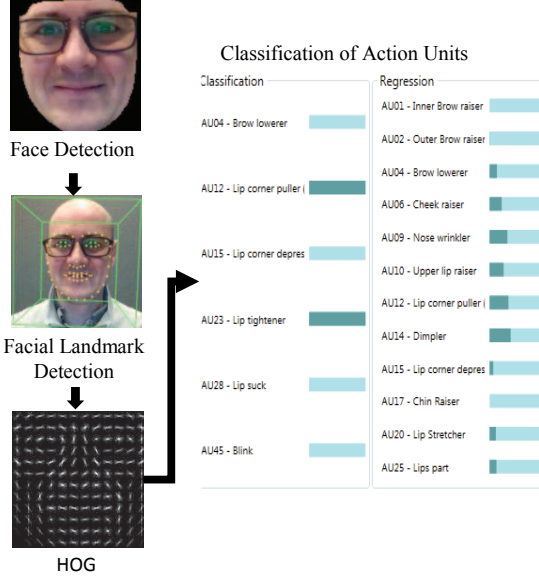 Face Detection
Facial Landmark
Detection
HOG
Classification of Action Units
Classification
AU04 - Brow lowerer
AU12 - Lip corner puller (
AU15 - Lip corner depres
AU23 - Lip tightener
AU28 - Lip suck
AU45 - Blink
Regression
AU01 - Inner Brow raiser
AU02 - Outer Brow raiser
AU04 - Brow lowerer
AU06 - Cheek raiser
AU09 - Nose wrinkler
AU10 - Upper lip raiser
AU12 - Lip corner puller (
AU14 - Dimpler
AU15 - Lip corner depres
AU17 - Chin Raiser
AU20 - Lip Stretcher
AU25 - Lips part